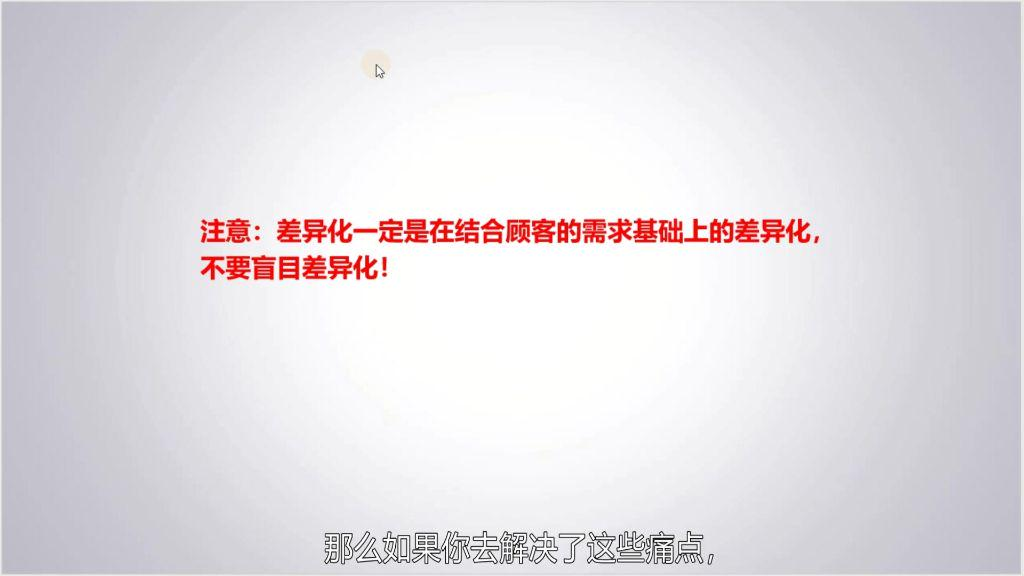 注意：差异化一定是在结合顾客的需求基础上的差异化，
不要盲目差异化！
那么如果你去解决了这些痛点，